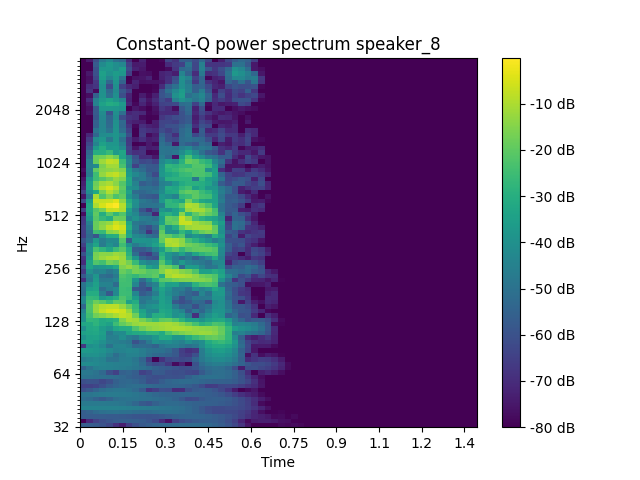 Constant-Q power spectrum speaker_8
2048
1024
512
256
128
64
32
Hz
0 0.15 0.3 0.45 0.6 0.75 0.9 1.1 1.2 1.4
Time
-10 dB
-20 dB
-30 dB
-40 dB
-50 dB
-60 dB
-70 dB
-80 dB